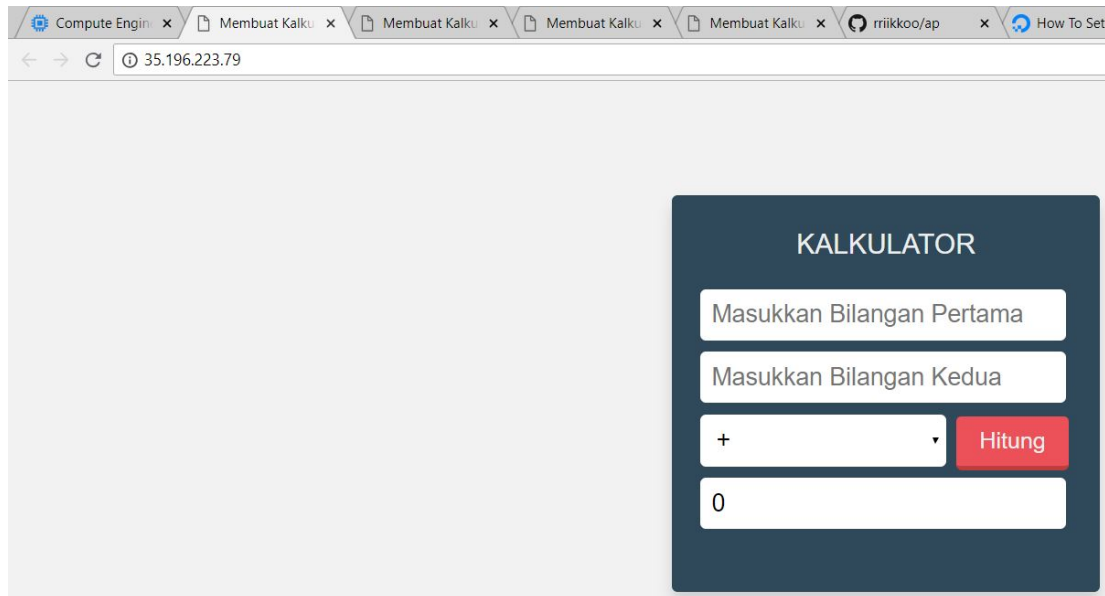 Compute Engin
Membuat Kalku
Membuat Kalku
Membuat Kalku
Membuat Kalku
rriikkoo/ap
How To Set
35.196.223.79
KALKULATOR
Masukkan Bilangan Pertama
Masukkan Bilangan Kedua
+
Hitung
0